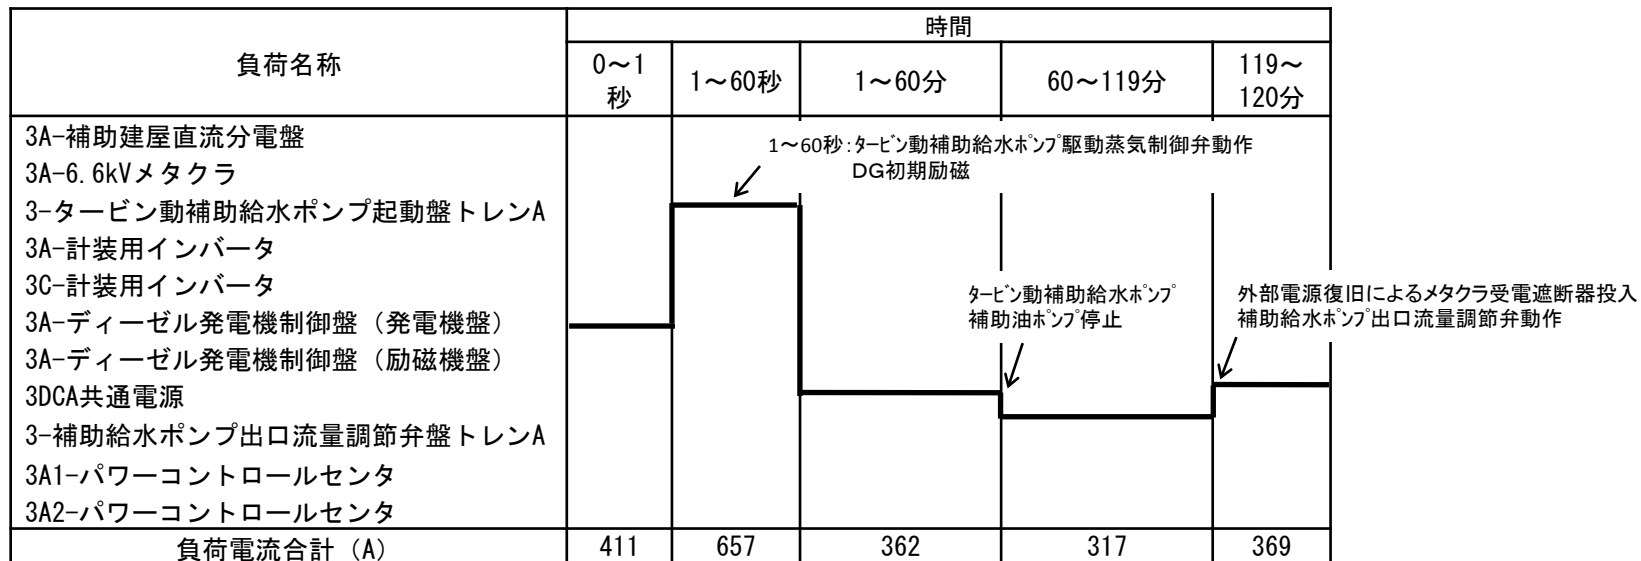 負荷名称
時間
0～1
秒
1～60秒
1～60分
60～119分
119～
120分
3A-補助建屋直流分電盤
3A-6.6kVメタクラ
3-タービン動補助給水ポンプ起動盤トレンA
3A-計装用インバータ
3C-計装用インバータ
3A-ディーゼル発電機制御盤（発電機盤）
3A-ディーゼル発電機制御盤（励磁機盤）
3DCA共通電源
3-補助給水ポンプ出口流量調節弁盤トレンA
3A1-パワーコントロールセンタ
3A2-パワーコントロールセンタ
1～60秒：ﾀｰﾋﾞﾝ動補助給水ﾎﾟﾝﾌﾟ駆動蒸気制御弁動作
DG初期励磁
ﾀｰﾋﾞﾝ動補助給水ﾎﾟﾝﾌﾟ
補助油ﾎﾟﾝﾌﾟ停止
外部電源復旧によるメタクラ受電遮断器投入
補助給水ﾎﾟﾝﾌﾟ出口流量調節弁動作
負荷電流合計（A） 411 657 362 317 369